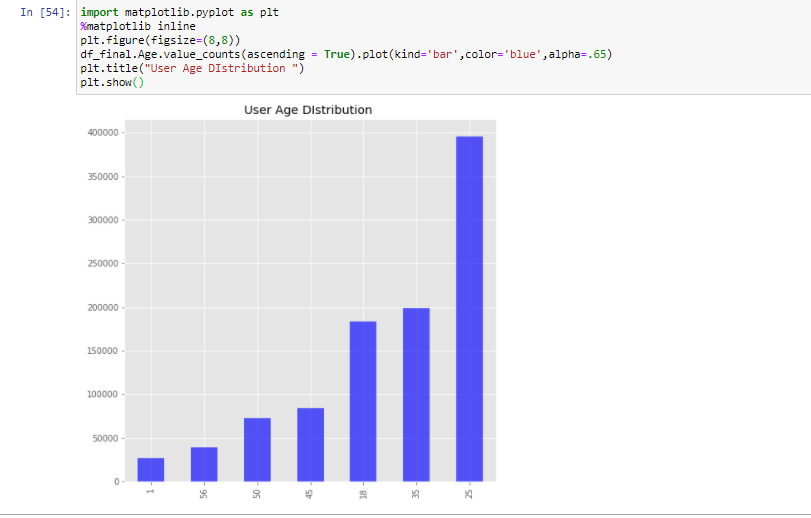 In [54]: import matplotlib.pyplot as plt
%matplotlib inline
plt.figure(figsize=(8,8))
df_final.Age.value_counts(ascending = True).plot(kind='bar',color='blue',alpha=.65)
plt.title("User Age DIstribution ")
plt.show()
User Age DIstribution
400000
350000
300000
250000
200000
150000
100000
50000
0
1 56 50 45 18 35 25